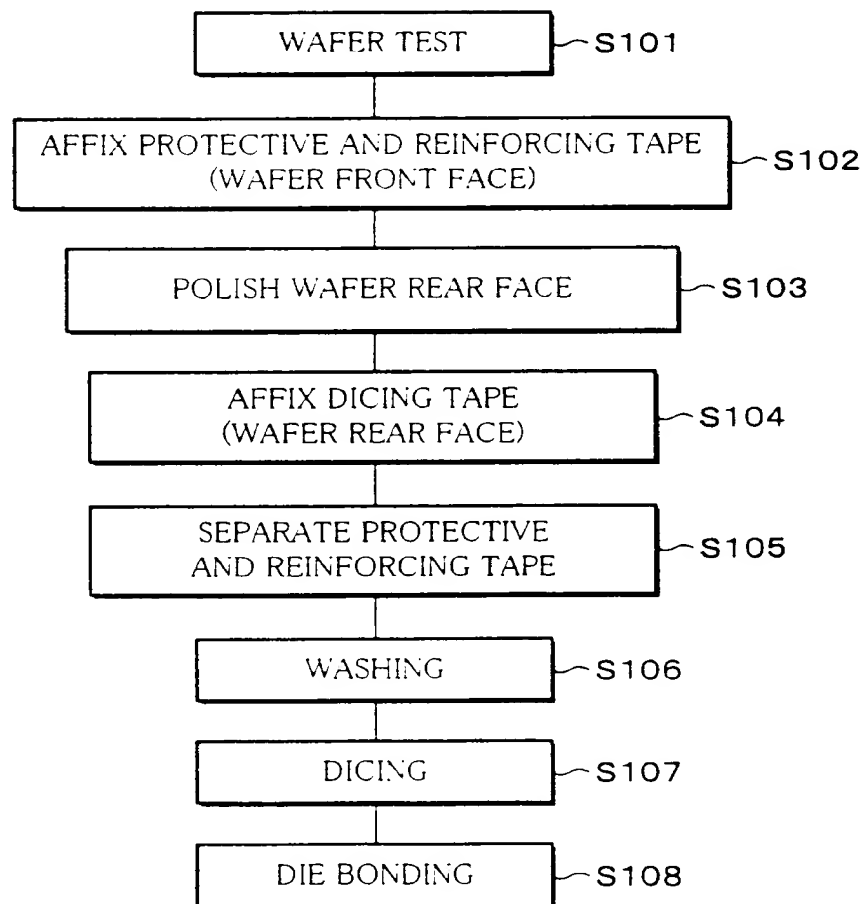 WAFER TEST
S101
AFFIX PROTECTIVE AND REINFORCING TAPE
(WAFER FRONT FACE)
S102
POLISH WAFER REAR FACE
S103
AFFIX DICING TAPE
(WAFER REAR FACE)
S104
SEPARATE PROTECTIVE
AND REINFORCING TAPE
S105
WASHING
S106
DICING
S107
DIE BONDING
S108